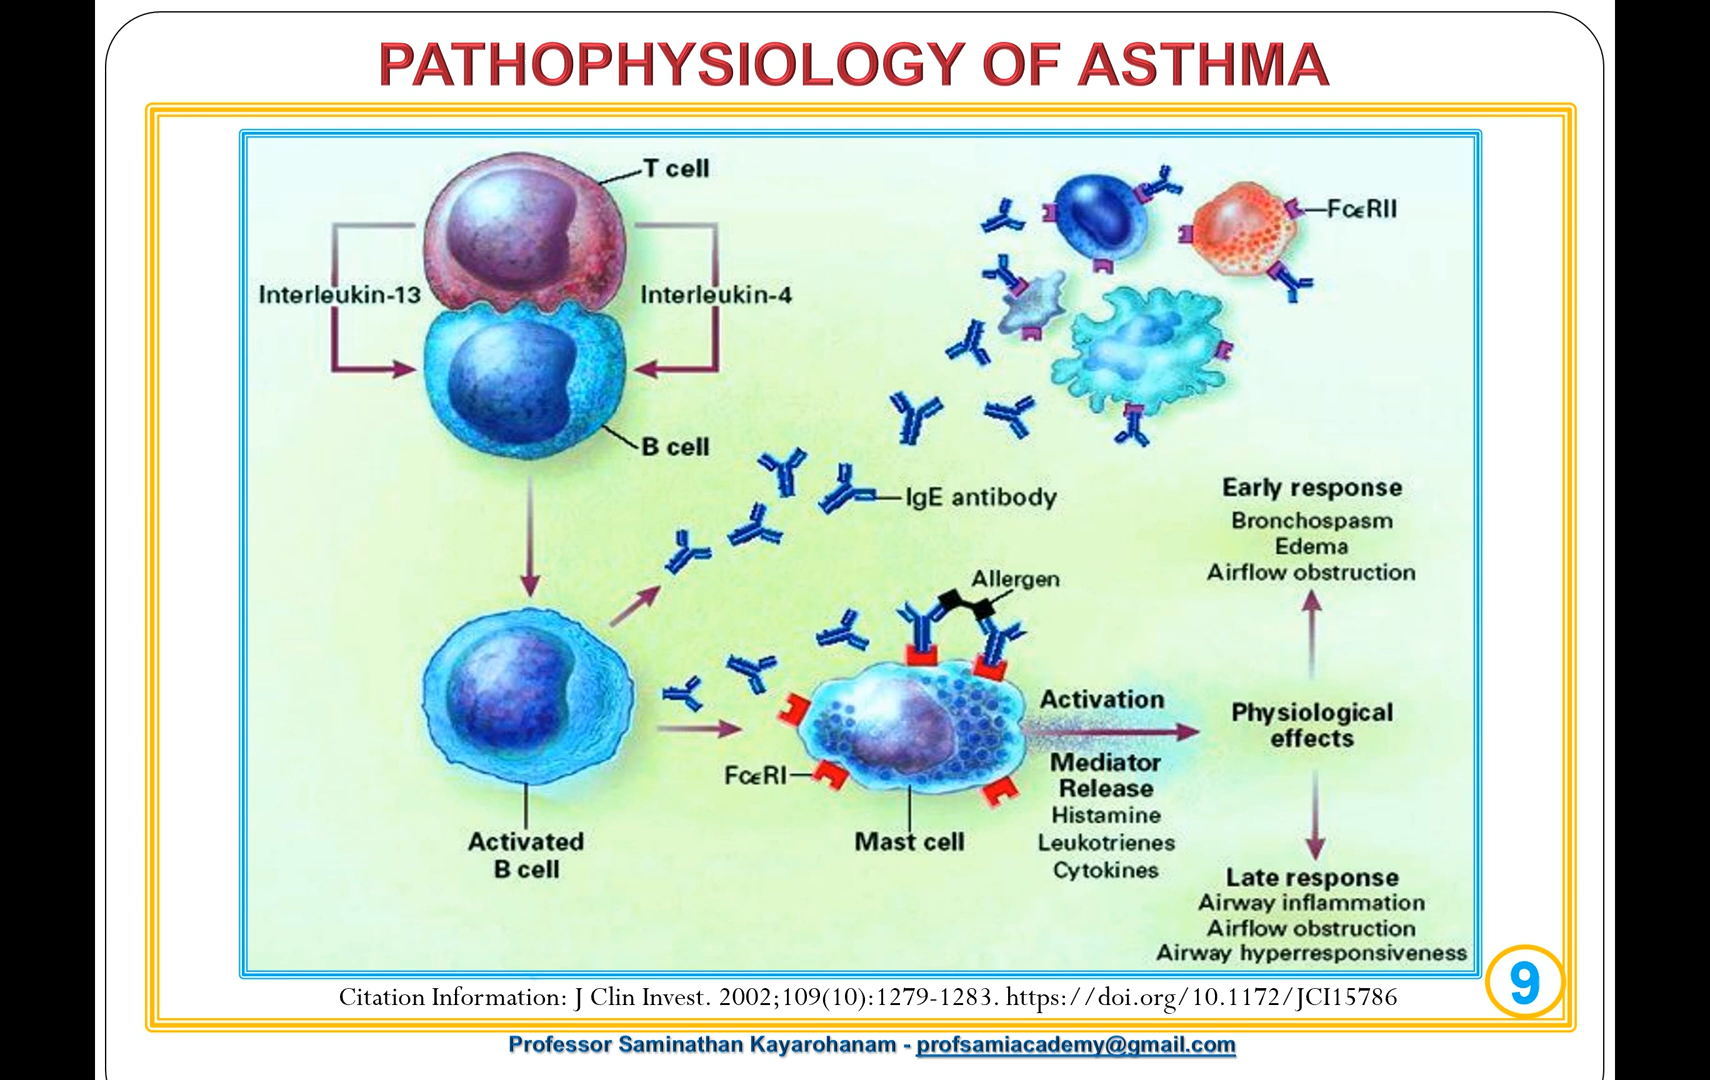 PATHOPHYSIOLOGY OF ASTHMA
T cell
FcϵRII
Interleukin-13
Interleukin-4
B cell
IgE antibody
Early response
Bronchospasm
Edema
Airflow obstruction
Allergen
Activation
Physiological
effects
FcϵRI
Mediator
Release
Histamine
Leukotrienes
Cytokines
Activated
B cell
Mast cell
Late response
Airway inflammation
Airflow obstruction
Airway hyperresponsiveness
9
Citation Information: J Clin Invest. 2002;109(10):1279-1283. https://doi.org/10.1172/JCI15786
Professor Saminathan Kayarohanam - profsamiacademy@gmail.com